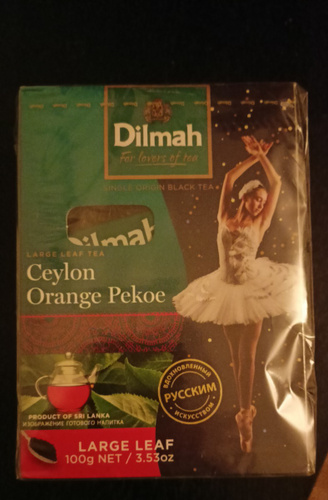 Dilmah
For lovers of tea
SINGLE ORIGIN BLACK TEA
Dilmah
LARGE LEAF TEA
Ceylon
Orange Pekoe
ВДОХНОВЛЕННЫЙ
РУССКИМ
ИСКУССТВОМ
PRODUCT OF SRI LANKA
ИЗОБРАЖЕНИЕ ГОТОВОГО НАПИТКА
LARGE LEAF
100g NET / 3.53oz